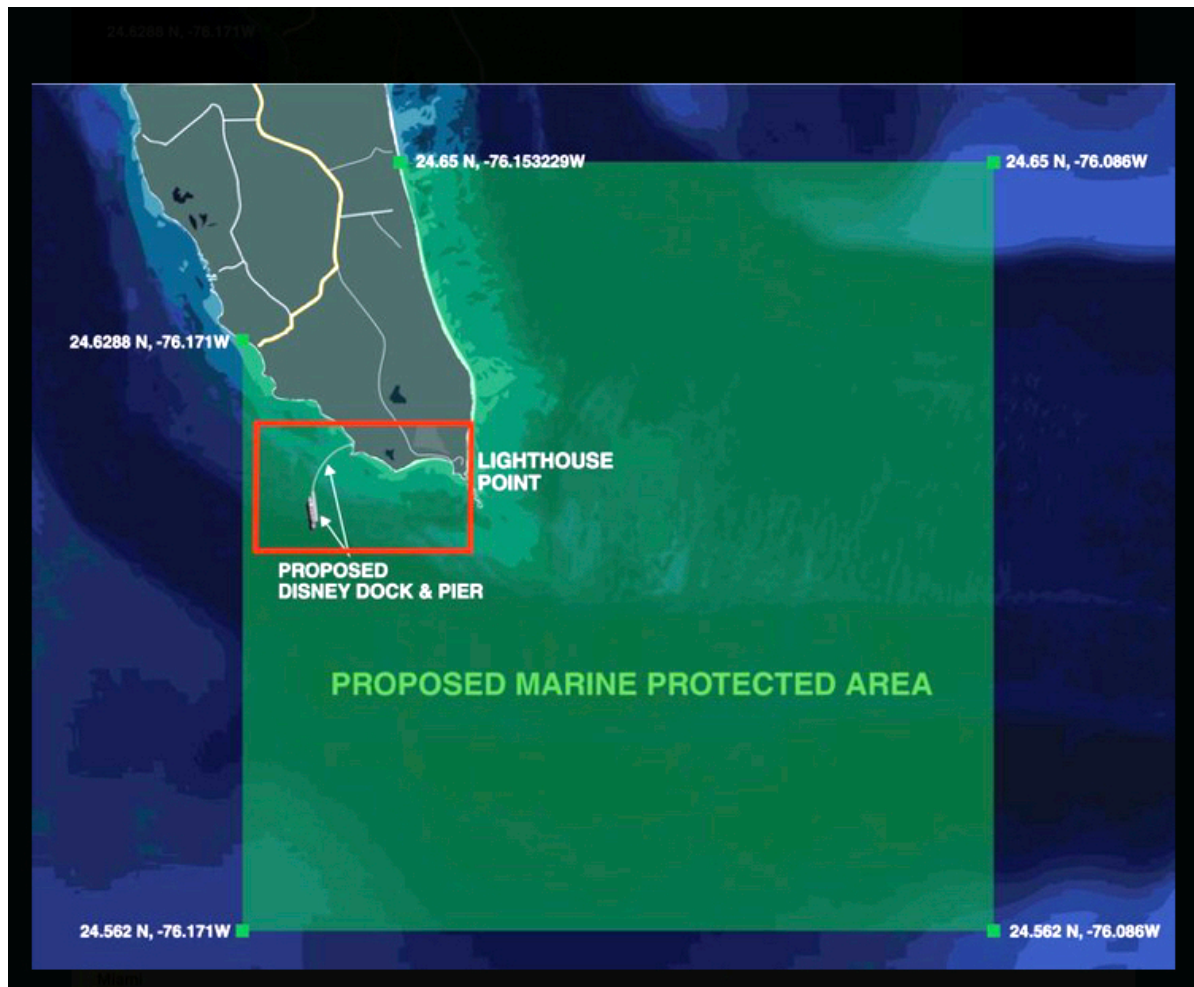 24.6288 N, -76.171W
24.65 N, -76.153229W
24.65 N, -76.086W
24.6288 N, -76.171W
LIGHTHOUSE
POINT
PROPOSED
DISNEY DOCK & PIER
PROPOSED MARINE PROTECTED AREA
24.562 N, -76.171W
24.562 N, -76.086W
Miami